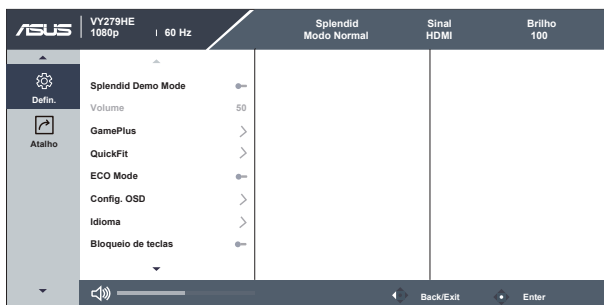 ASUS
VY279HE
1080p | 60 Hz
Splendid
Modo Normal
Sinal
HDMI
Brilho
100
Defin.
Atalho
Splendid Demo Mode
Volume 50
GamePlus
QuickFit
ECO Mode
Config. OSD
Idioma
Bloqueio de teclas
Back/Exit
Enter